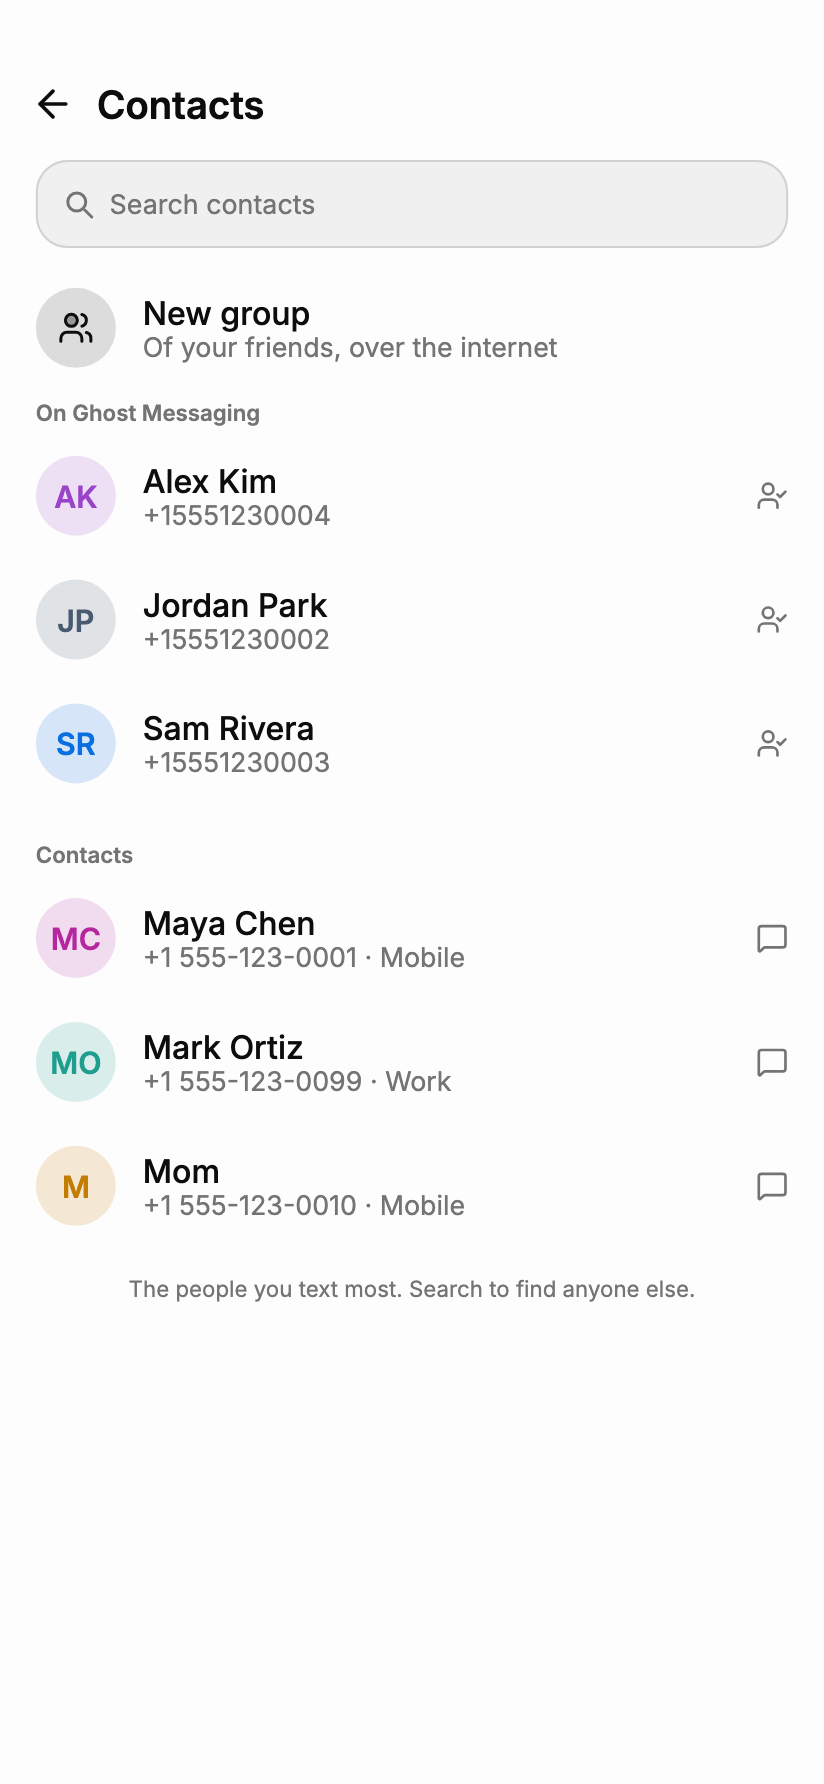 Contacts
Search contacts
New group
Of your friends, over the internet
On Ghost Messaging
AK
Alex Kim
+15551230004
JP
Jordan Park
+15551230002
SR
Sam Rivera
+15551230003
Contacts
MC
Maya Chen
+1 555-123-0001 · Mobile
MO
Mark Ortiz
+1 555-123-0099 · Work
M
Mom
+1 555-123-0010 · Mobile
The people you text most. Search to find anyone else.